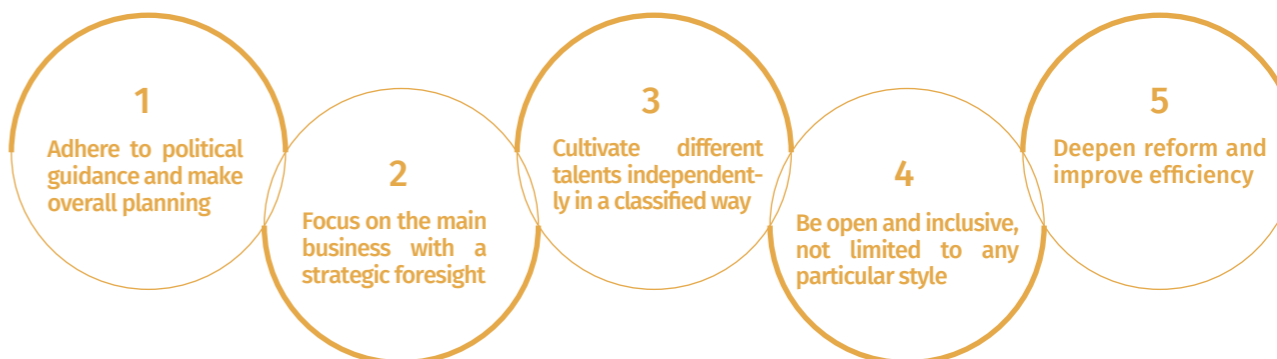 1
Adhere to political
guidance and make
overall planning
2
Focus on the main
business with a
strategic foresight
3
Cultivate different
talents independent-
ly in a classified way
4
Be open and inclusive,
not limited to any
particular style
5
Deepen reform and
improve efficiency